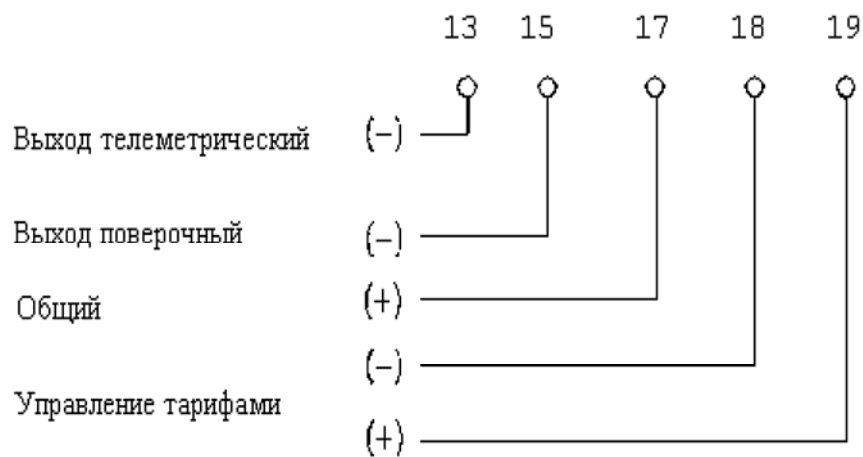 13 15 17 18 19
Выход телеметрический (–)
Выход поверочный (–)
Общий (+)
(–)
Управление тарифами
(+)